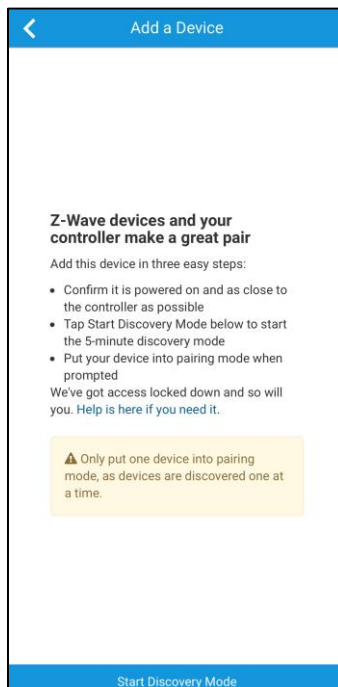 Add a Device
Z-Wave devices and your
controller make a great pair
Add this device in three easy steps:
• Confirm it is powered on and as close to
the controller as possible
• Tap Start Discovery Mode below to start
the 5-minute discovery mode
• Put your device into pairing mode when
prompted
We've got access locked down and so will
you. Help is here if you need it.
Only put one device into pairing
mode, as devices are discovered one at
a time.
Start Discovery Mode